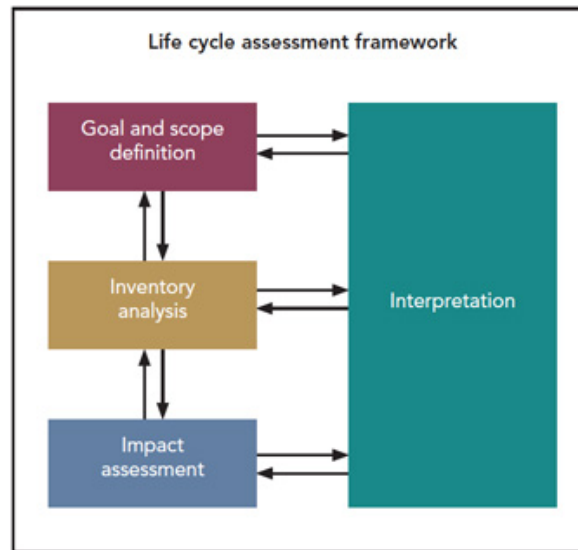 Life cycle assessment framework
Goal and scope
definition
Inventory
analysis
Interpretation
Impact
assessment